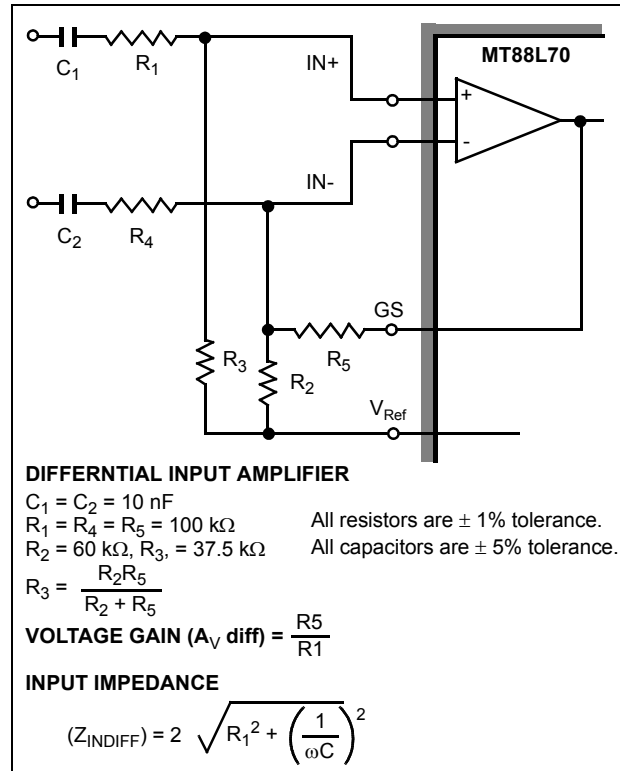 MT88L70
C1
R1
IN+
+
-
IN-
C2
R4
GS
R3
R2
R5
VRef
DIFFERNTIAL INPUT AMPLIFIER
C1 = C2 = 10 nF
R1 = R4 = R5 = 100 kΩ All resistors are ± 1% tolerance.
R2 = 60 kΩ, R3, = 37.5 kΩ All capacitors are ± 5% tolerance.
R3 = R2R5 / R2 + R5
VOLTAGE GAIN (AV diff) = R5 / R1
INPUT IMPEDANCE
(ZINDIFF) = 2 √ R1² + (1 / ωC)²